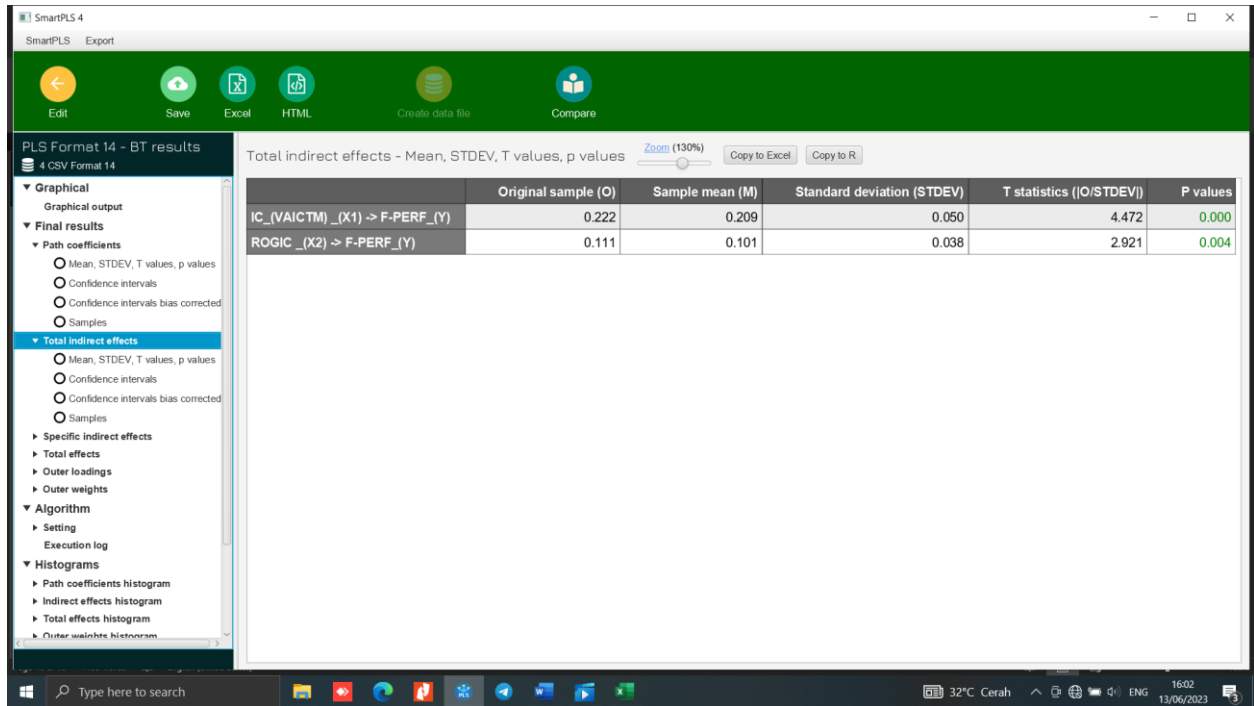 SmartPLS 4
SmartPLS Export
Edit Save Excel HTML Create data file Compare
PLS Format 14 - BT results
4 CSV Format 14
▼ Graphical
Graphical output
▼ Final results
▼ Path coefficients
Mean, STDEV, T values, p values
Confidence intervals
Confidence intervals bias corrected
Samples
▼ Total indirect effects
Mean, STDEV, T values, p values
Confidence intervals
Confidence intervals bias corrected
Samples
▶ Specific indirect effects
▶ Total effects
▶ Outer loadings
▶ Outer weights
▼ Algorithm
▶ Setting
Execution log
▼ Histograms
▶ Path coefficients histogram
▶ Indirect effects histogram
▶ Total effects histogram
▶ Outer weights histogram
Total indirect effects - Mean, STDEV, T values, p values Zoom (130%) Copy to Excel Copy to R
Original sample (O) Sample mean (M) Standard deviation (STDEV) T statistics (|O/STDEV|) P values
IC_(VAICTM) _(X1) -> F-PERF_(Y) 0.222 0.209 0.050 4.472 0.000
ROGIC _(X2) -> F-PERF_(Y) 0.111 0.101 0.038 2.921 0.004
Type here to search
32°C Cerah ENG 16:02
13/06/2023 3